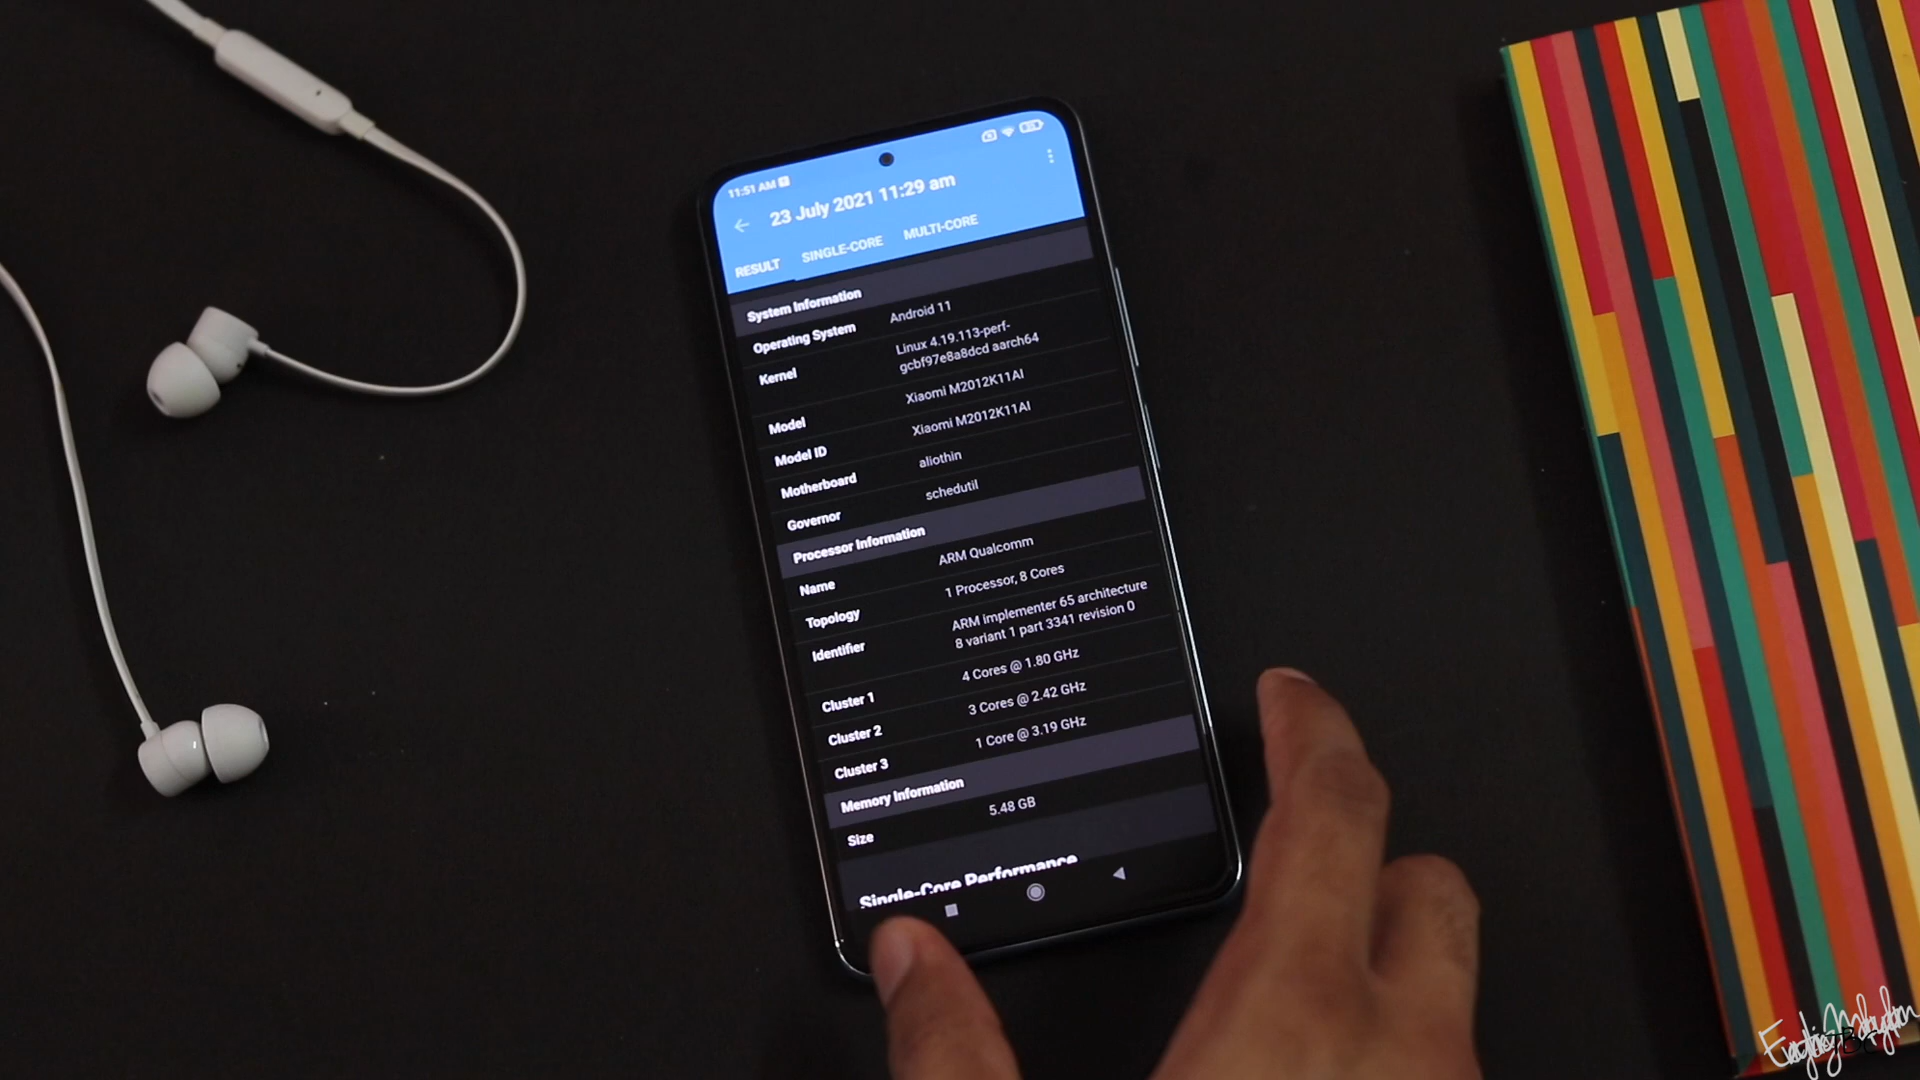 11:51 AM
23 July 2021 11:29 am
RESULT SINGLE-CORE MULTI-CORE
System Information
Operating System Android 11
Kernel Linux 4.19.113-perf-
gcbf97e8a8dcd aarch64
Model Xiaomi M2012K11AI
Model ID Xiaomi M2012K11AI
Motherboard aliothin
Governor schedutil
Processor Information
Name ARM Qualcomm
Topology 1 Processor, 8 Cores
Identifier ARM implementer 65 architecture
8 variant 1 part 3341 revision 0
Cluster 1 4 Cores @ 1.80 GHz
Cluster 2 3 Cores @ 2.42 GHz
Cluster 3 1 Core @ 3.19 GHz
Memory Information
Size 5.48 GB
Single-Core Performance